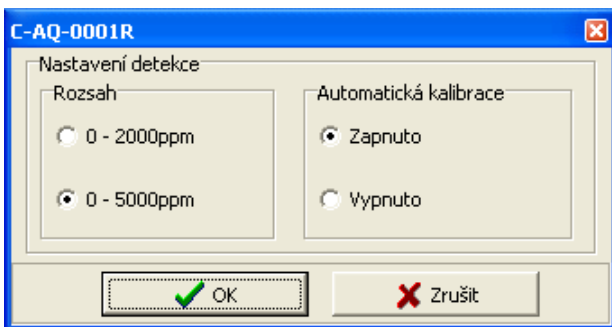 C-AQ-0001R
Nastavení detekce
Rozsah
0 - 2000ppm
0 - 5000ppm
Automatická kalibrace
Zapnuto
Vypnuto
OK
Zrušit